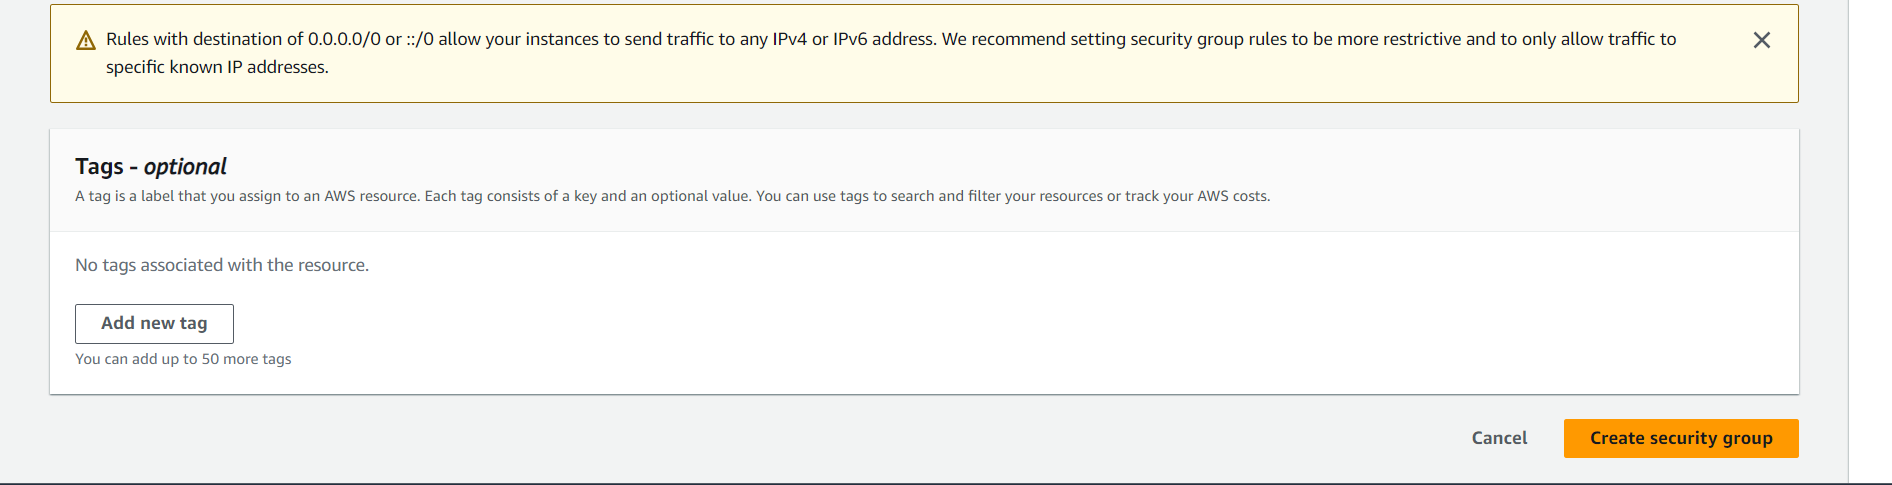 Rules with destination of 0.0.0.0/0 or ::/0 allow your instances to send traffic to any IPv4 or IPv6 address. We recommend setting security group rules to be more restrictive and to only allow traffic to
specific known IP addresses.
Tags - optional
A tag is a label that you assign to an AWS resource. Each tag consists of a key and an optional value. You can use tags to search and filter your resources or track your AWS costs.
No tags associated with the resource.
Add new tag
You can add up to 50 more tags
Cancel
Create security group